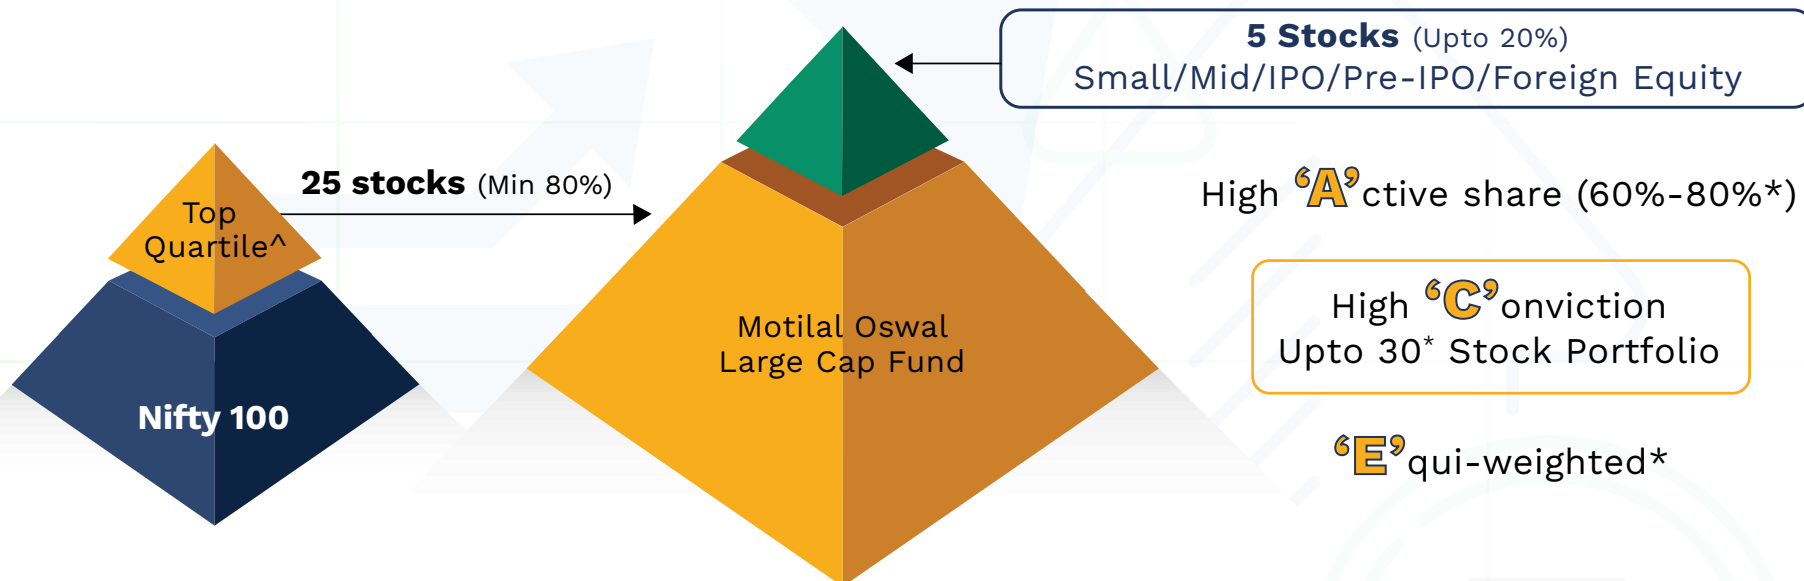 5 Stocks (Upto 20%)
Small/Mid/IPO/Pre-IPO/Foreign Equity
25 stocks (Min 80%)
Top
Quartile^
Nifty 100
Motilal Oswal
Large Cap Fund
High ‘A’ctive share (60%-80%*)
High ‘C’onviction
Upto 30* Stock Portfolio
‘E’qui-weighted*